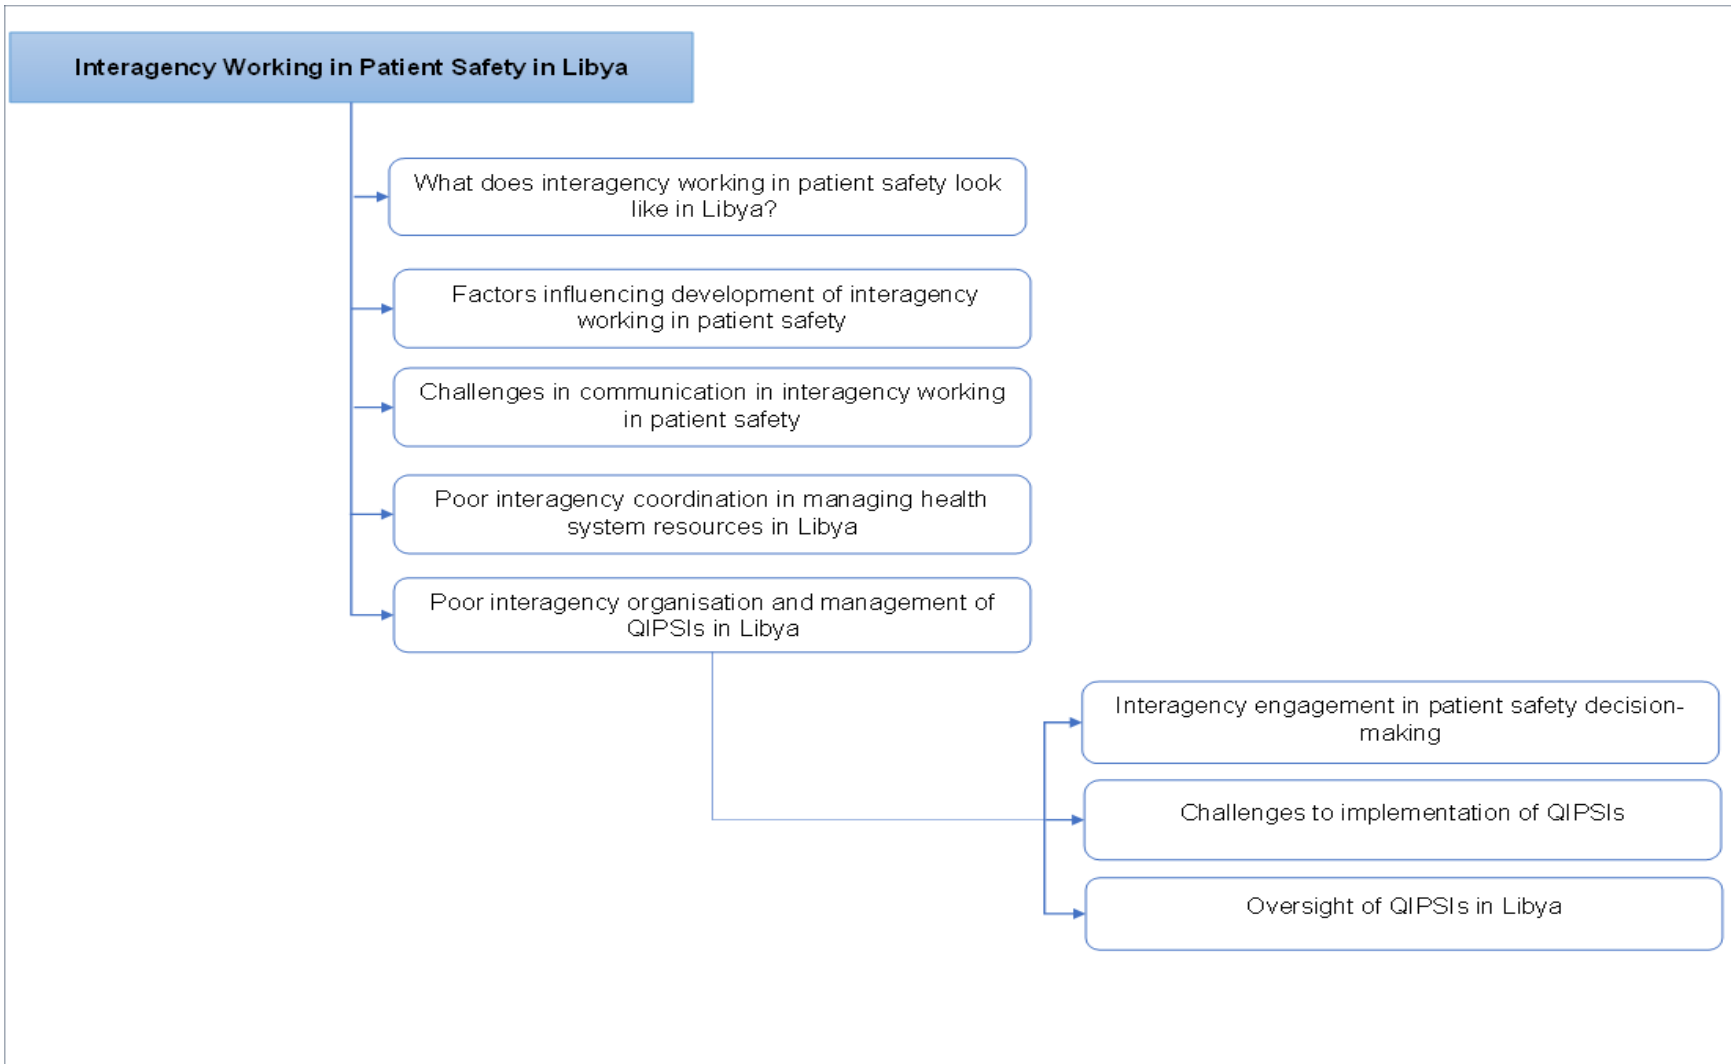 Interagency Working in Patient Safety in Libya
What does interagency working in patient safety look
like in Libya?
Factors influencing development of interagency
working in patient safety
Challenges in communication in interagency working
in patient safety
Poor interagency coordination in managing health
system resources in Libya
Poor interagency organisation and management of
QIPSIs in Libya
Interagency engagement in patient safety decision-
making
Challenges to implementation of QIPSIs
Oversight of QIPSIs in Libya